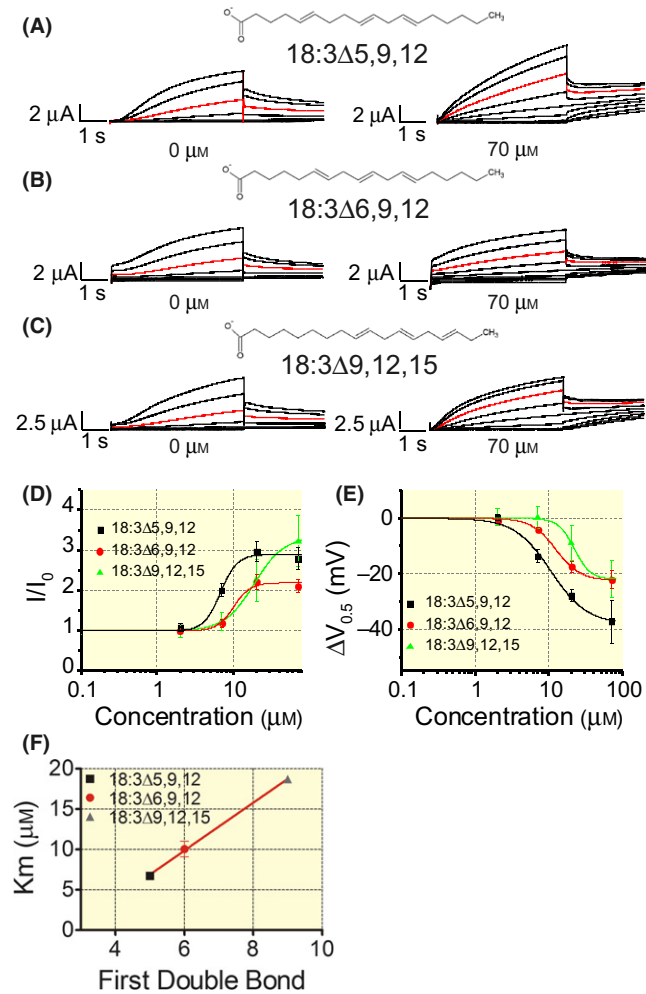 (A)
O⁻
O
CH₃
18:3Δ5,9,12
2 μA
1 s
0 μM
2 μA
1 s
70 μM
(B)
O⁻
O
CH₃
18:3Δ6,9,12
2 μA
1 s
0 μM
2 μA
1 s
70 μM
(C)
O⁻
O
CH₃
18:3Δ9,12,15
2.5 μA
1 s
0 μM
2.5 μA
1 s
70 μM
(D)
I/I₀
4
3
2
1
0
18:3Δ5,9,12
18:3Δ6,9,12
18:3Δ9,12,15
0.1 1 10
Concentration (μM)
(E)
ΔV₀.₅ (mV)
0
−20
−40
18:3Δ5,9,12
18:3Δ6,9,12
18:3Δ9,12,15
0.1 1 10 100
Concentration (μM)
(F)
Km (μM)
20
15
10
5
0
18:3Δ5,9,12
18:3Δ6,9,12
18:3Δ9,12,15
4 6 8 10
First Double Bond